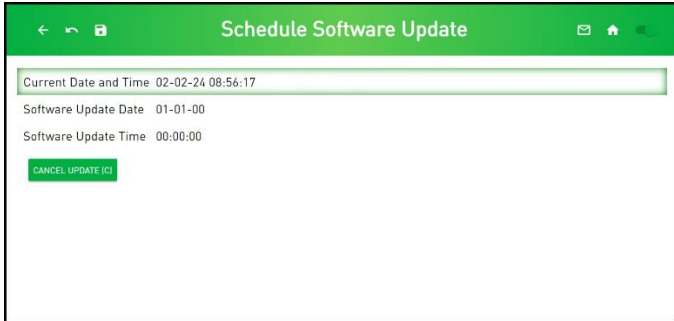 Schedule Software Update
Current Date and Time 02-02-24 08:56:17
Software Update Date 01-01-00
Software Update Time 00:00:00
CANCEL UPDATE (C)